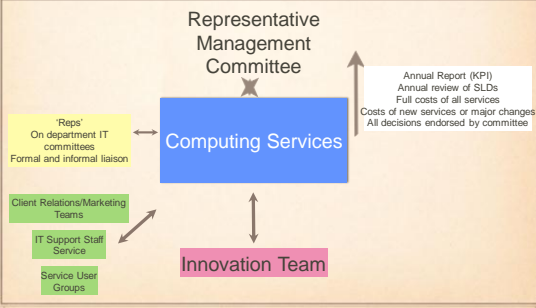 Representative
Management
Committee
Annual Report (KPI)
Annual review of SLDs
Full costs of all services
Costs of new services or major changes
All decisions endorsed by committee
'Reps'
On department IT
committees
Formal and informal liaison
Computing Services
Client Relations/Marketing
Teams
IT Support Staff
Service
Service User
Groups
Innovation Team